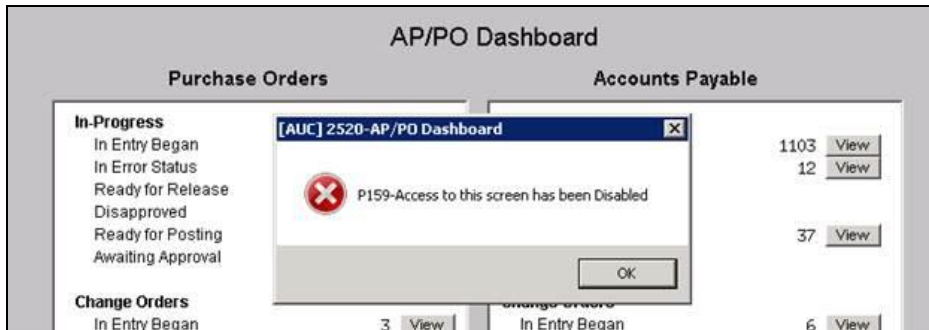 AP/PO Dashboard
Purchase Orders
Accounts Payable
In-Progress
In Entry Began
In Error Status
Ready for Release
Disapproved
Ready for Posting
Awaiting Approval
Change Orders
In Entry Began 3 View
[AUC] 2520-AP/PO Dashboard
P159-Access to this screen has been Disabled
OK
1103 View
12 View
37 View
In Entry Began 6 View